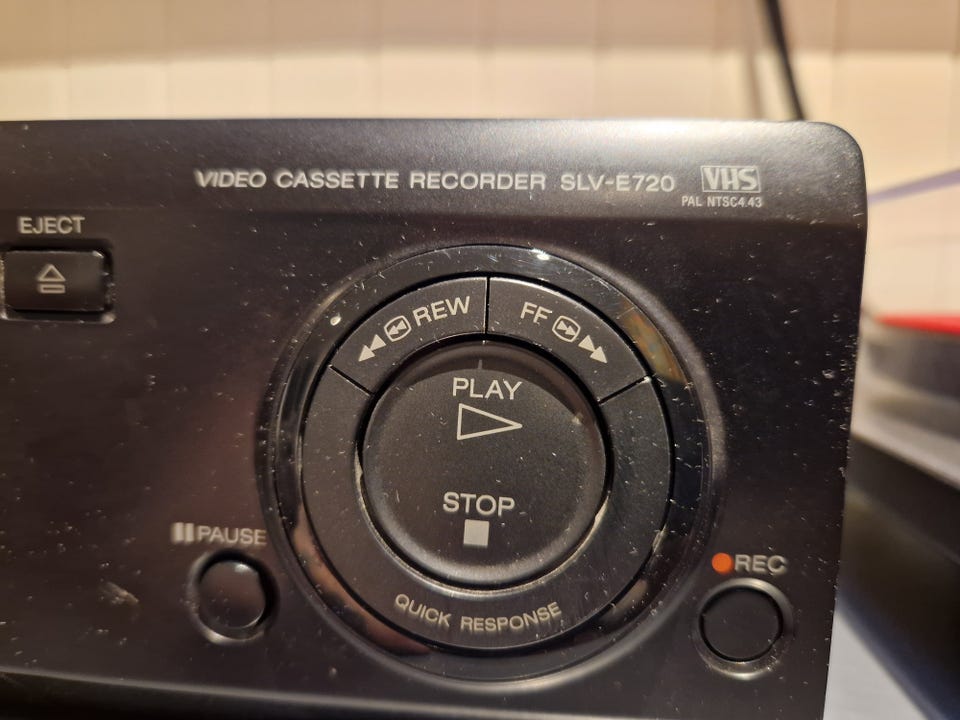 VIDEO CASSETTE RECORDER SLV-E720 VHS
PAL NTSC4.43
EJECT
REW
FF
PLAY
STOP
PAUSE
REC
QUICK RESPONSE